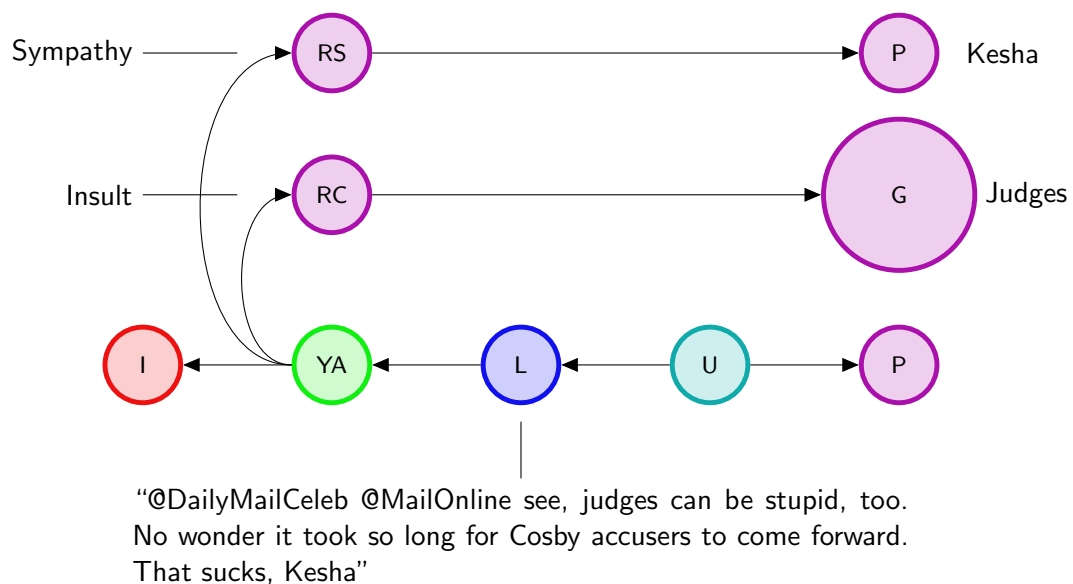 Sympathy RS P Kesha
Insult RC G Judges
I YA L U P
“@DailyMailCeleb @MailOnline see, judges can be stupid, too.
No wonder it took so long for Cosby accusers to come forward.
That sucks, Kesha”